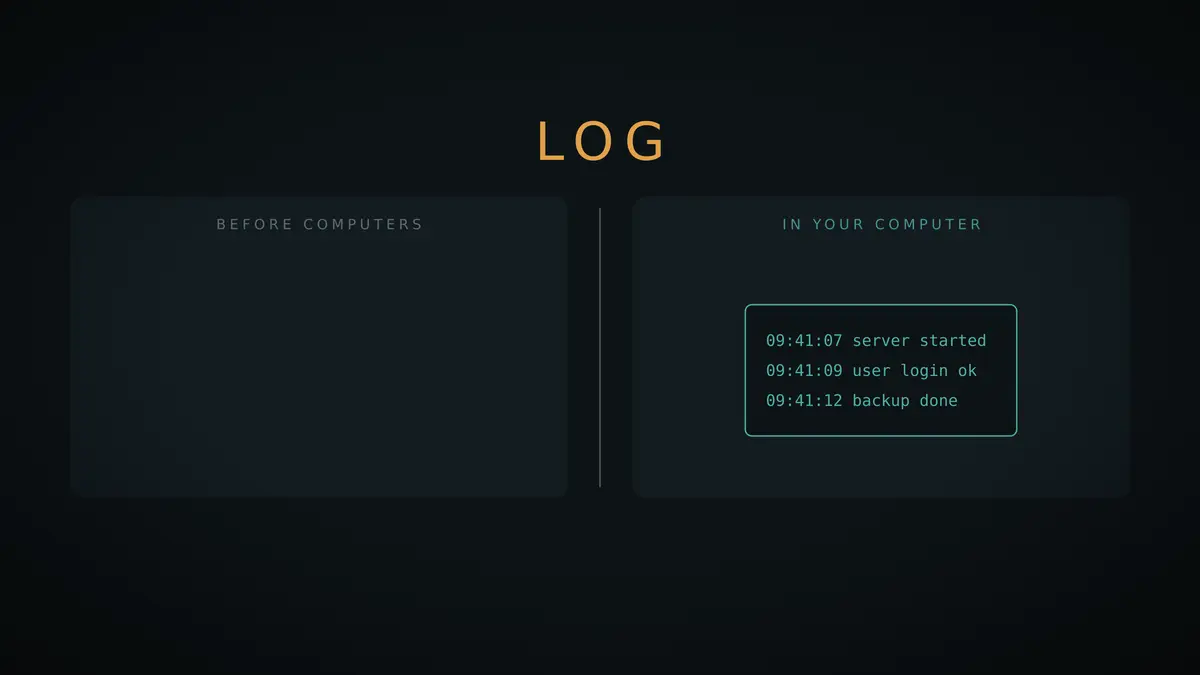 LOG
BEFORE COMPUTERS
IN YOUR COMPUTER
09:41:07 server started
09:41:09 user login ok
09:41:12 backup done